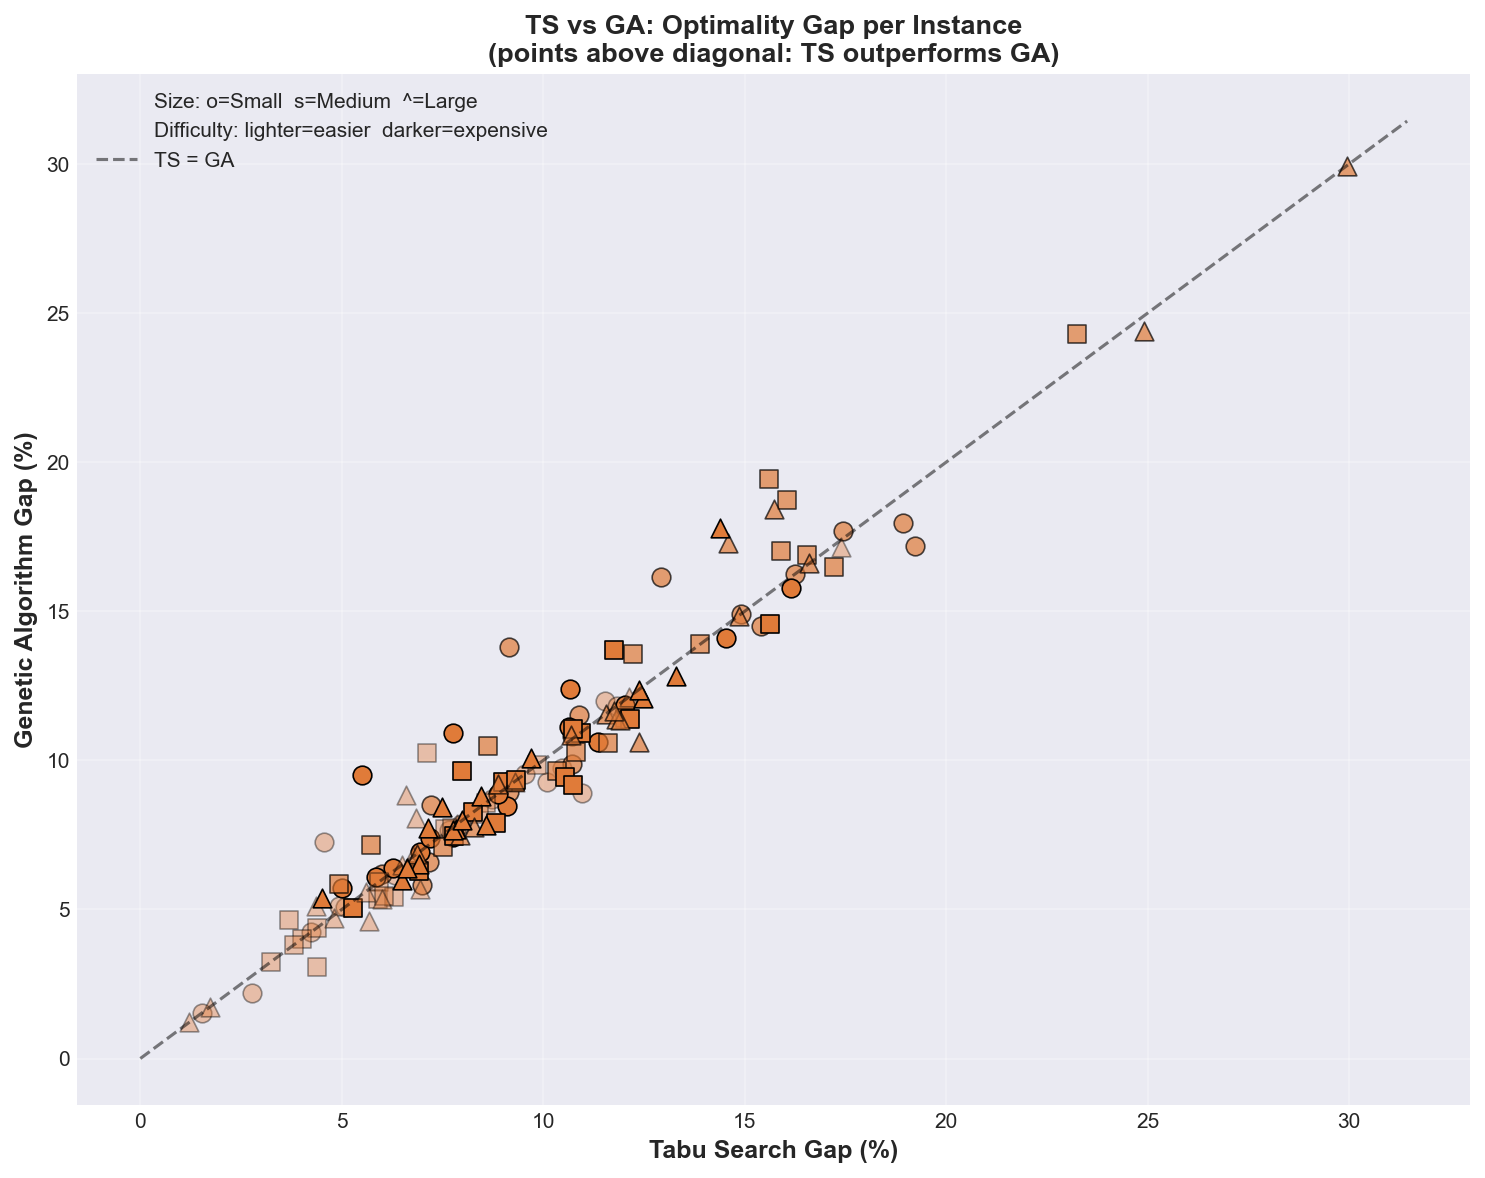 TS vs GA: Optimality Gap per Instance
(points above diagonal: TS outperforms GA)
Size: o=Small  s=Medium  ^=Large
Difficulty: lighter=easier  darker=expensive
TS = GA
Genetic Algorithm Gap (%)
30
25
20
15
10
5
0
0
5
10
15
20
25
30
Tabu Search Gap (%)